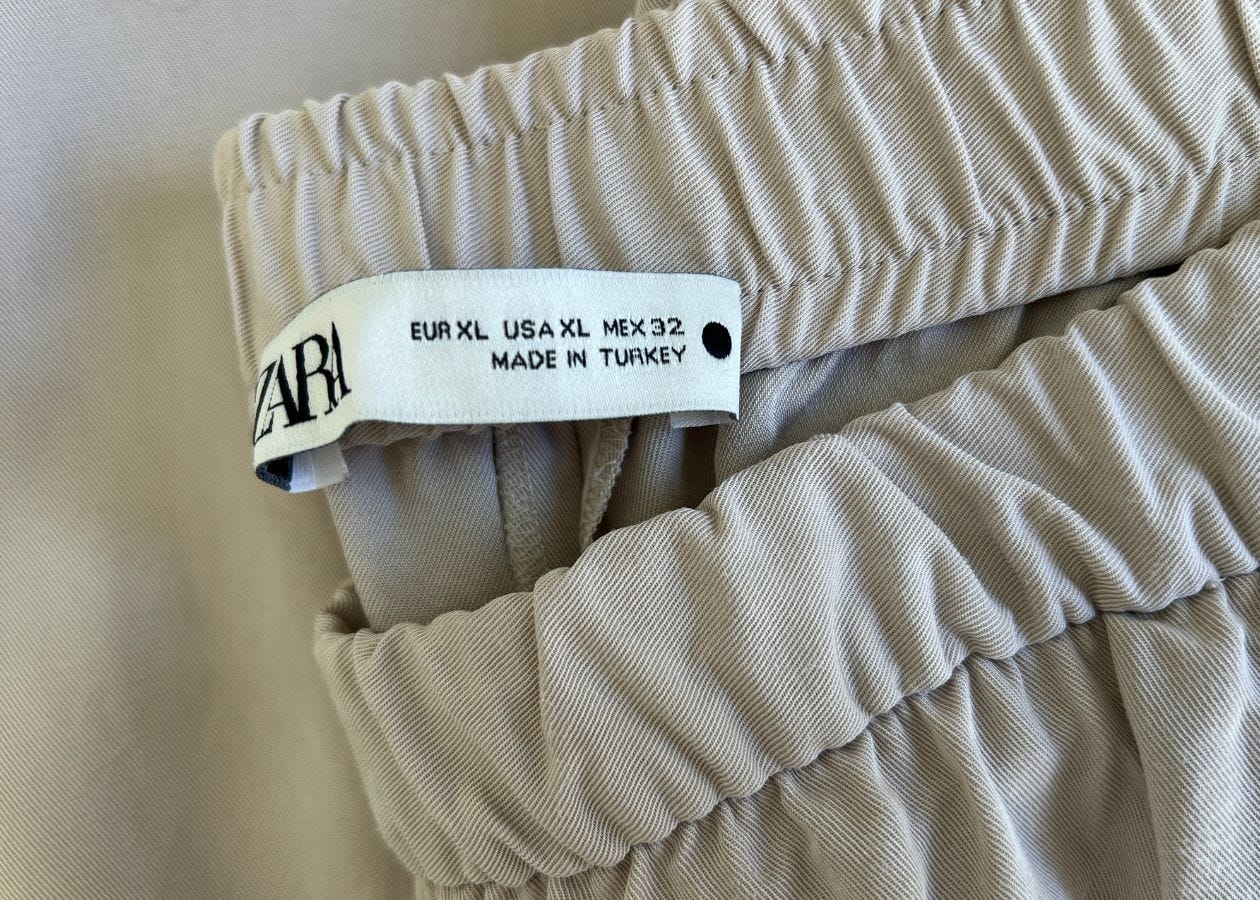 ZARA
EUR XL USA XL MEX 32
MADE IN TURKEY